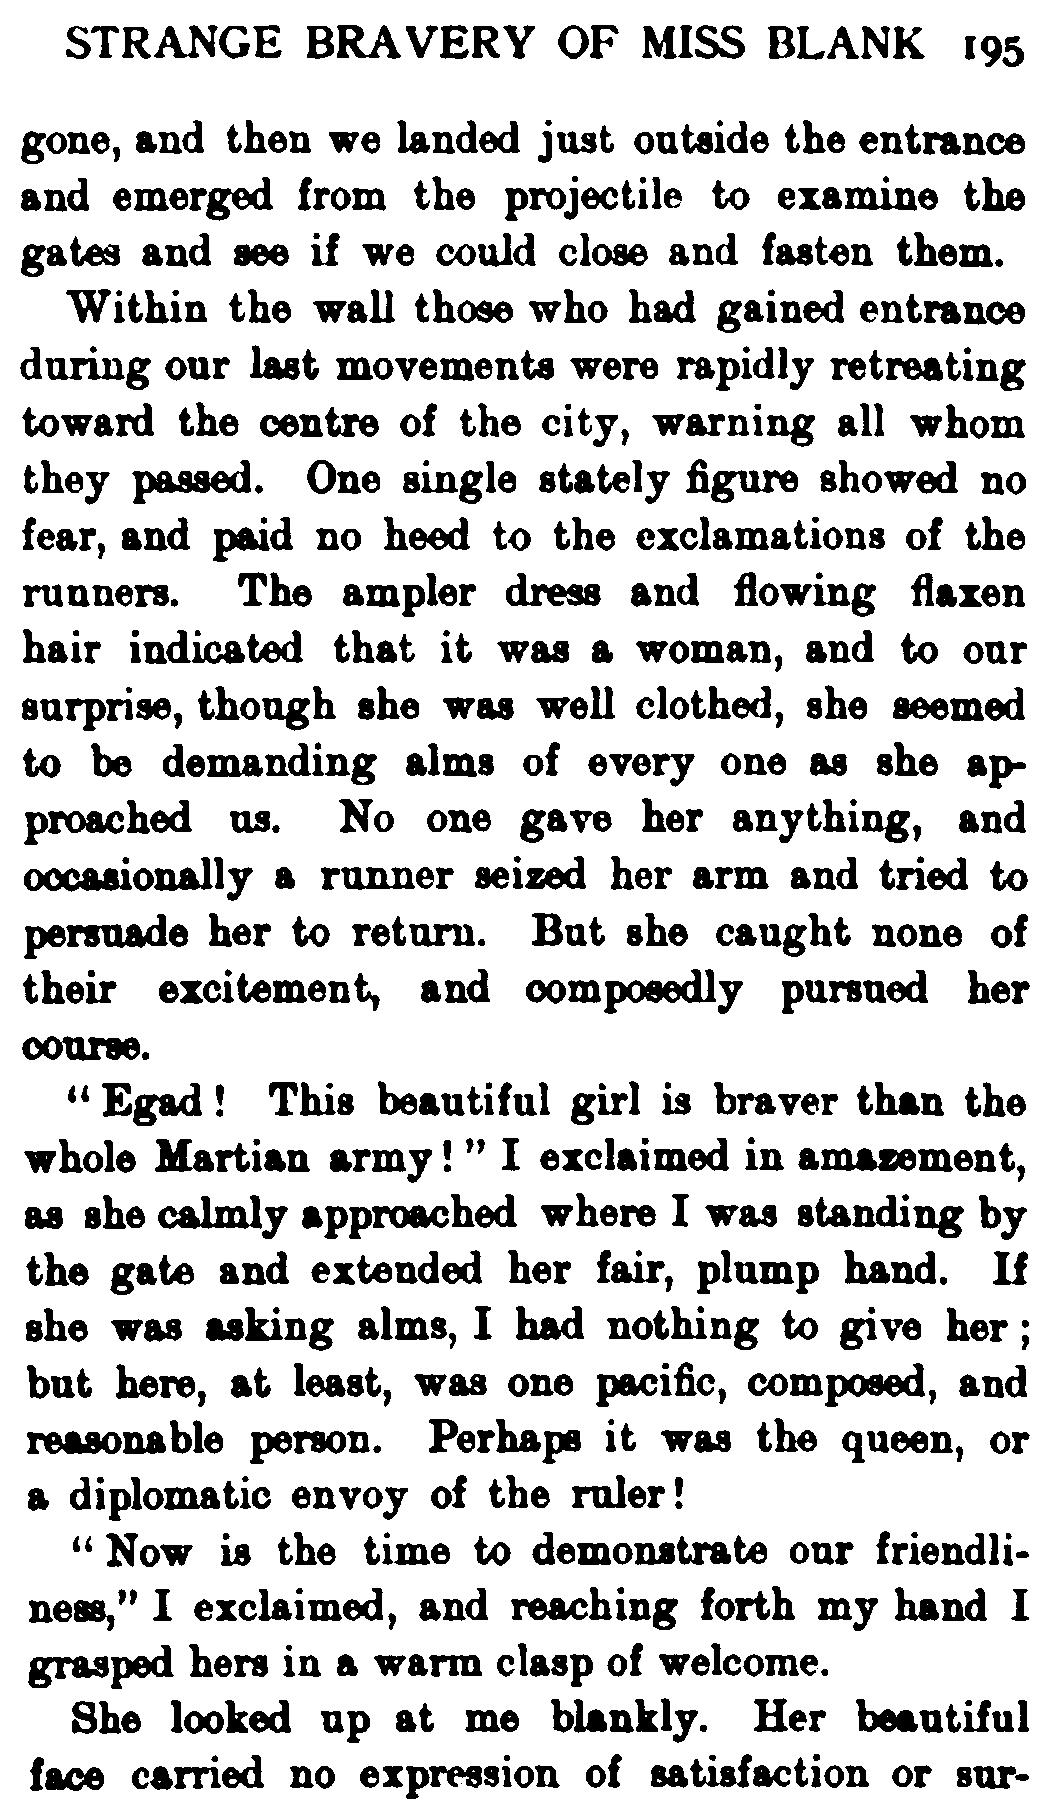 STRANGE BRAVERY OF MISS BLANK 195
gone, and then we landed just outside the entrance
and emerged from the projectile to examine the
gates and see if we could close and fasten them.
Within the wall those who had gained entrance
during our last movements were rapidly retreating
toward the centre of the city, warning all whom
they passed. One single stately figure showed no
fear, and paid no heed to the exclamations of the
runners. The ampler dress and flowing flaxen
hair indicated that it was a woman, and to our
surprise, though she was well clothed, she seemed
to be demanding alms of every one as she ap-
proached us. No one gave her anything, and
occasionally a runner seized her arm and tried to
persuade her to return. But she caught none of
their excitement, and composedly pursued her
course.
“Egad! This beautiful girl is braver than the
whole Martian army!” I exclaimed in amazement,
as she calmly approached where I was standing by
the gate and extended her fair, plump hand. If
she was asking alms, I had nothing to give her;
but here, at least, was one pacific, composed, and
reasonable person. Perhaps it was the queen, or
a diplomatic envoy of the ruler!
“Now is the time to demonstrate our friendli-
ness,” I exclaimed, and reaching forth my hand I
grasped hers in a warm clasp of welcome.
She looked up at me blankly. Her beautiful
face carried no expression of satisfaction or sur-